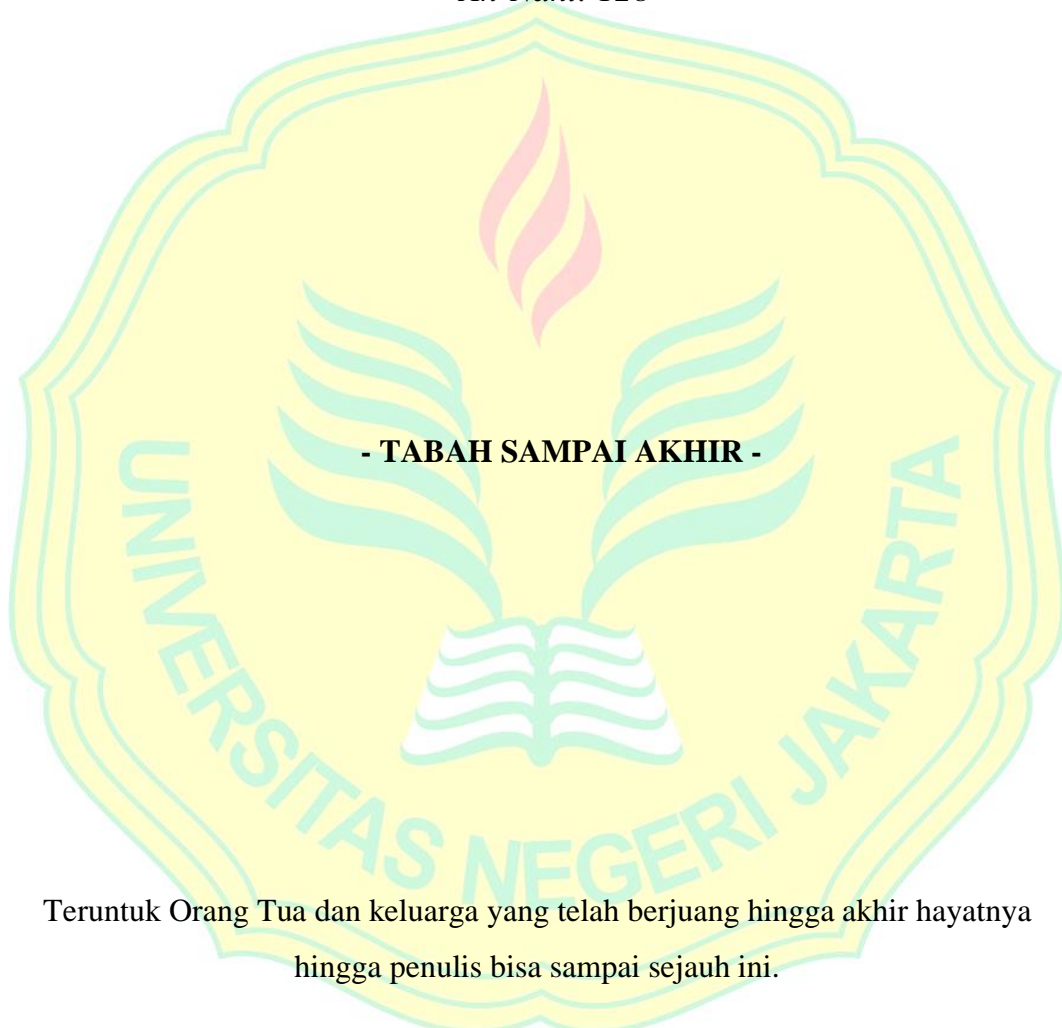 - TABAH SAMPAI AKHIR -
UNIVERSITAS NEGERI JAKARTA
Teruntuk Orang Tua dan keluarga yang telah berjuang hingga akhir hayatnya
hingga penulis bisa sampai sejauh ini.